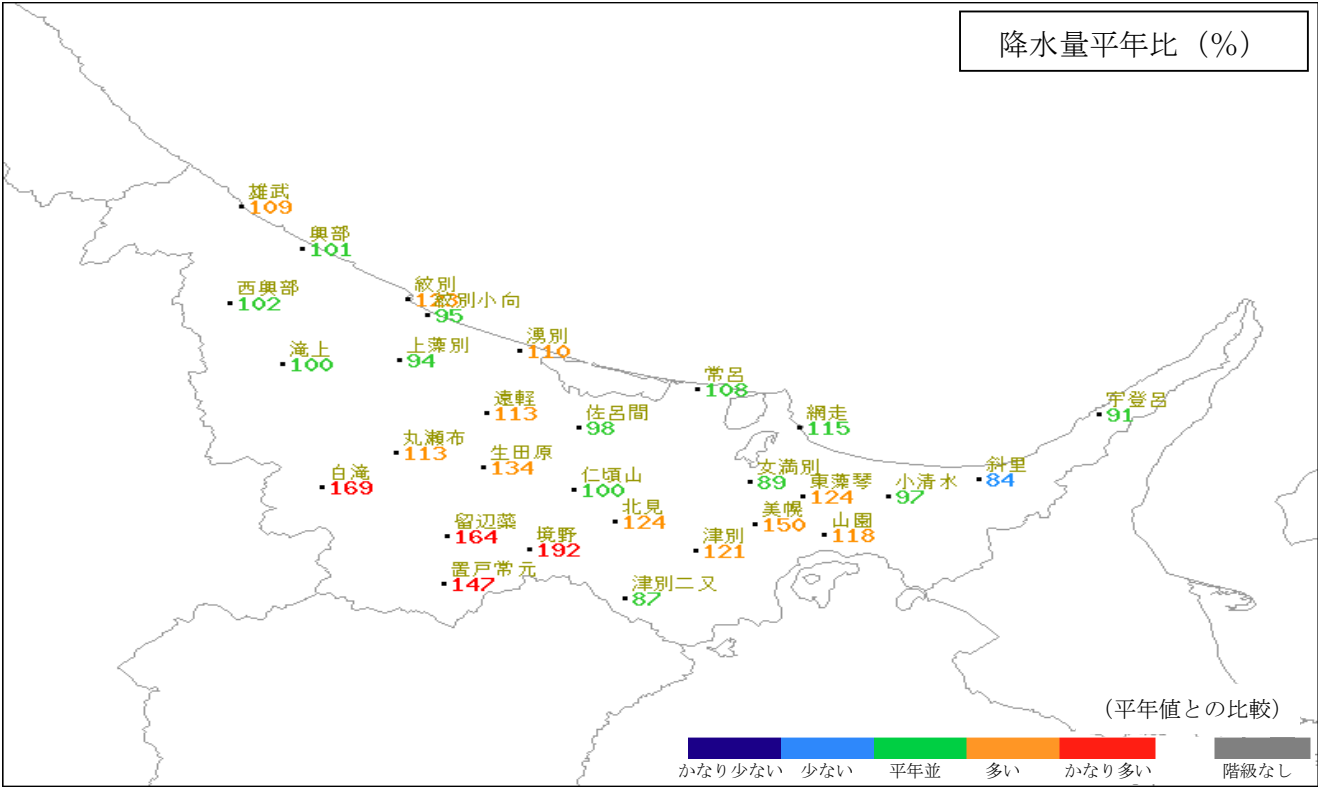 降水量平年比（%）
雄武
109
興部
101
西興部
102
紋別
紋別小向
95
滝上
100
上藻別
94
湧別
110
常呂
108
宇登呂
91
遠軽
113
佐呂間
98
網走
115
丸瀬布
113
生田原
134
白滝
169
仁頃山
100
女満別
89
東藻琴
124
小清水
97
斜里
84
北見
124
美幌
150
山園
118
留辺蘂
164
境野
192
津別
121
置戸常元
147
津別二又
87
（平年値との比較）
かなり少ない 少ない 平年並 多い かなり多い 階級なし